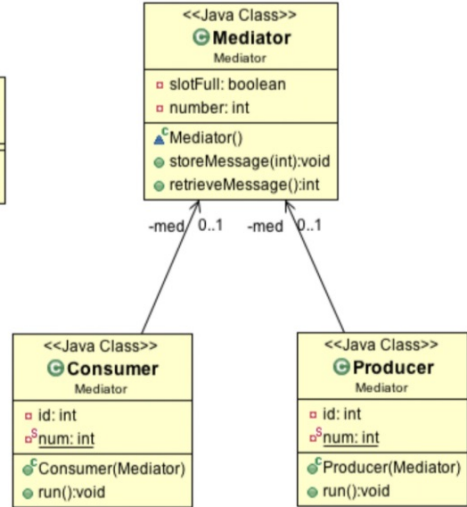 <<Java Class>>
Mediator
Mediator
slotFull: boolean
number: int
Mediator()
storeMessage(int):void
retrieveMessage():int
-med 0..1 -med 0..1
<<Java Class>>
Consumer
Mediator
id: int
num: int
Consumer(Mediator)
run():void
<<Java Class>>
Producer
Mediator
id: int
num: int
Producer(Mediator)
run():void